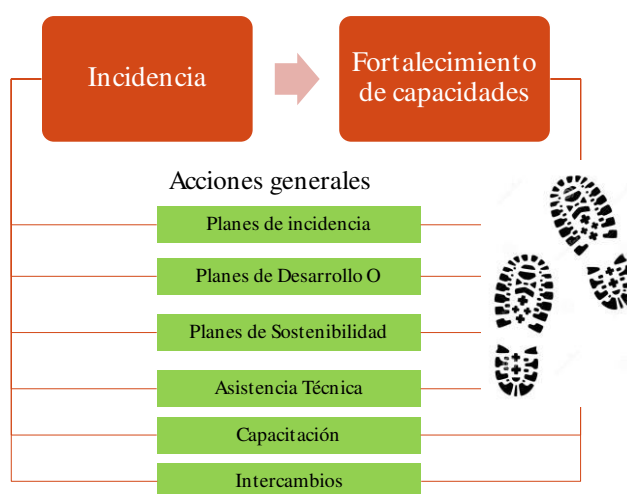 Incidencia
Fortalecimiento
de capacidades
Acciones generales
Planes de incidencia
Planes de Desarrollo O
Planes de Sostenibilidad
Asistencia Técnica
Capacitación
Intercambios